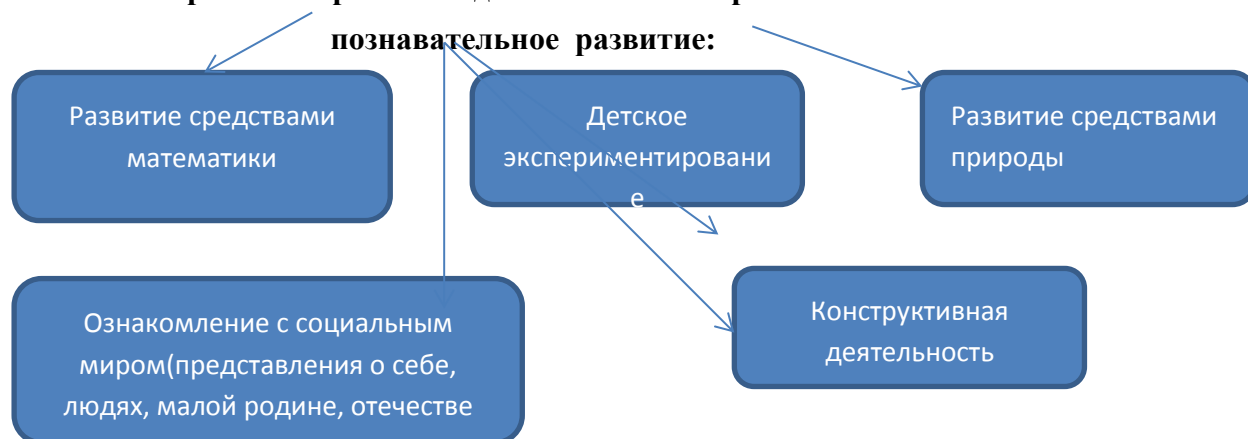 познавательное развитие:
Развитие средствами
математики
Детское
экспериментировани
е
Развитие средствами
природы
Ознакомление с социальным
миром(представления о себе,
людях, малой родине, отечестве
Конструктивная
деятельность